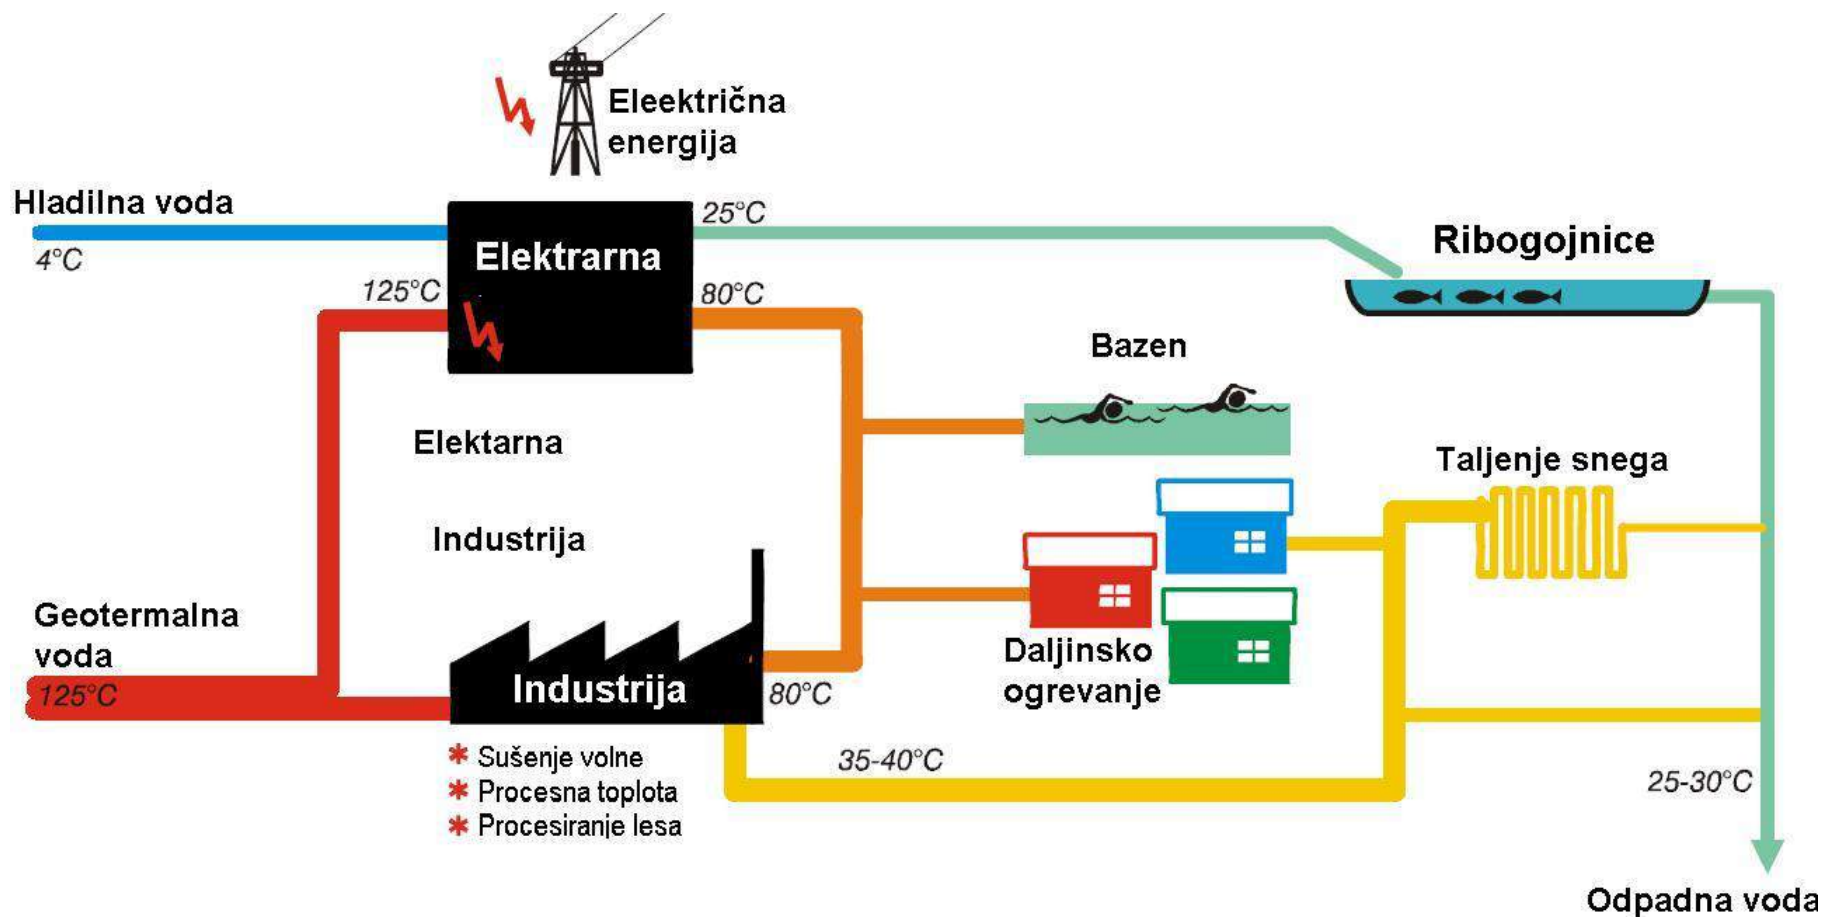 Eleektrična
energija
Hladilna voda
4°C
25°C
Elektrarna
125°C
80°C
Ribogojnice
Bazen
Elektarna
Taljenje snega
Industrija
Geotermalna
voda
125°C
Industrija
80°C
Daljinsko
ogrevanje
* Sušenje volne
* Procesna toplota
* Procesiranje lesa
35-40°C
25-30°C
Odpadna voda